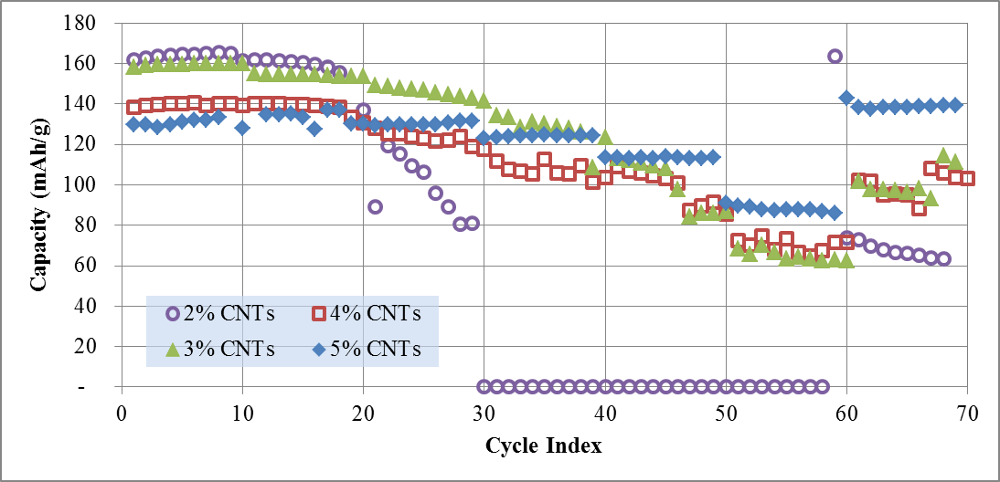 180
160
140
120
100
80
60
40
20
-
Capacity (mAh/g)
2% CNTs 4% CNTs
3% CNTs 5% CNTs
0 10 20 30 40 50 60 70
Cycle Index